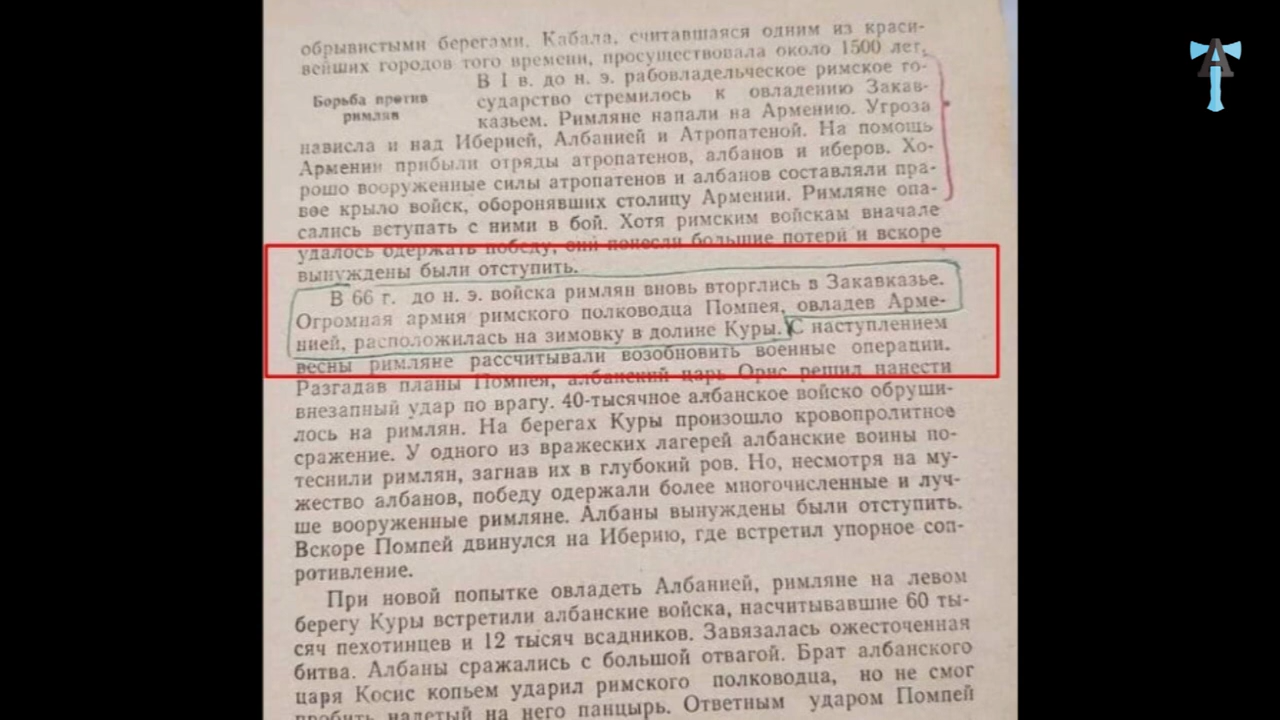 обрывистыми берегами. Кабала, считавшаяся одним из краси-
вейших городов того времени, просуществовала около 1500 лет.
Борьба против
римлян
В I в. до н. э. рабовладельческое римское го-
сударство стремилось к овладению Закав-
казьем. Римляне напали на Армению. Угроза
нависла и над Иберией, Албанией и Атропатеной. На помощь
Армении прибыли отряды атропатенов, албанов и иберов. Хо-
рошо вооруженные силы атропатенов и албанов составляли пра-
вое крыло войск, оборонявших столицу Армении. Римляне опа-
сались вступать с ними в бой. Хотя римским войскам вначале
удалось одержать победу, они понесли большие потери и вскоре
вынуждены были отступить.
В 66 г. до н. э. войска римлян вновь вторглись в Закавказье.
Огромная армия римского полководца Помпея, овладев Арме-
нией, расположилась на зимовку в долине Куры. С наступлением
весны римляне рассчитывали возобновить военные операции.
Разгадав планы Помпея, албанский царь Орис решил нанести
внезапный удар по врагу. 40-тысячное албанское войско обруши-
лось на римлян. На берегах Куры произошло кровопролитное
сражение. У одного из вражеских лагерей албанские воины по-
теснили римлян, загнав их в глубокий ров. Но, несмотря на му-
жество албанов, победу одержали более многочисленные и луч-
ше вооруженные римляне. Албаны вынуждены были отступить.
Вскоре Помпей двинулся на Иберию, где встретил упорное соп-
ротивление.
При новой попытке овладеть Албанией, римляне на левом
берегу Куры встретили албанские войска, насчитывавшие 60 ты-
сяч пехотинцев и 12 тысяч всадников. Завязалась ожесточенная
битва. Албаны сражались с большой отвагой. Брат албанского
царя Косис копьем ударил римского полководца, но не смог
пробить надетый на него панцырь. Ответным ударом Помпей